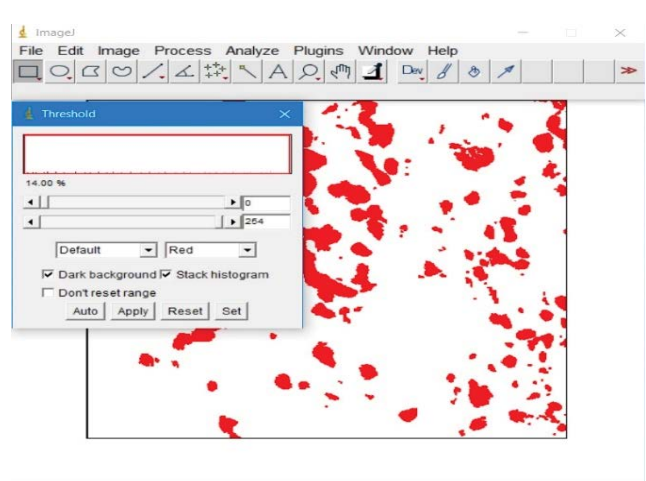 ImageJ
File Edit Image Process Analyze Plugins Window Help
A Dev
Threshold
14.00 %
0
254
Default Red
Dark background Stack histogram
Don't reset range
Auto Apply Reset Set